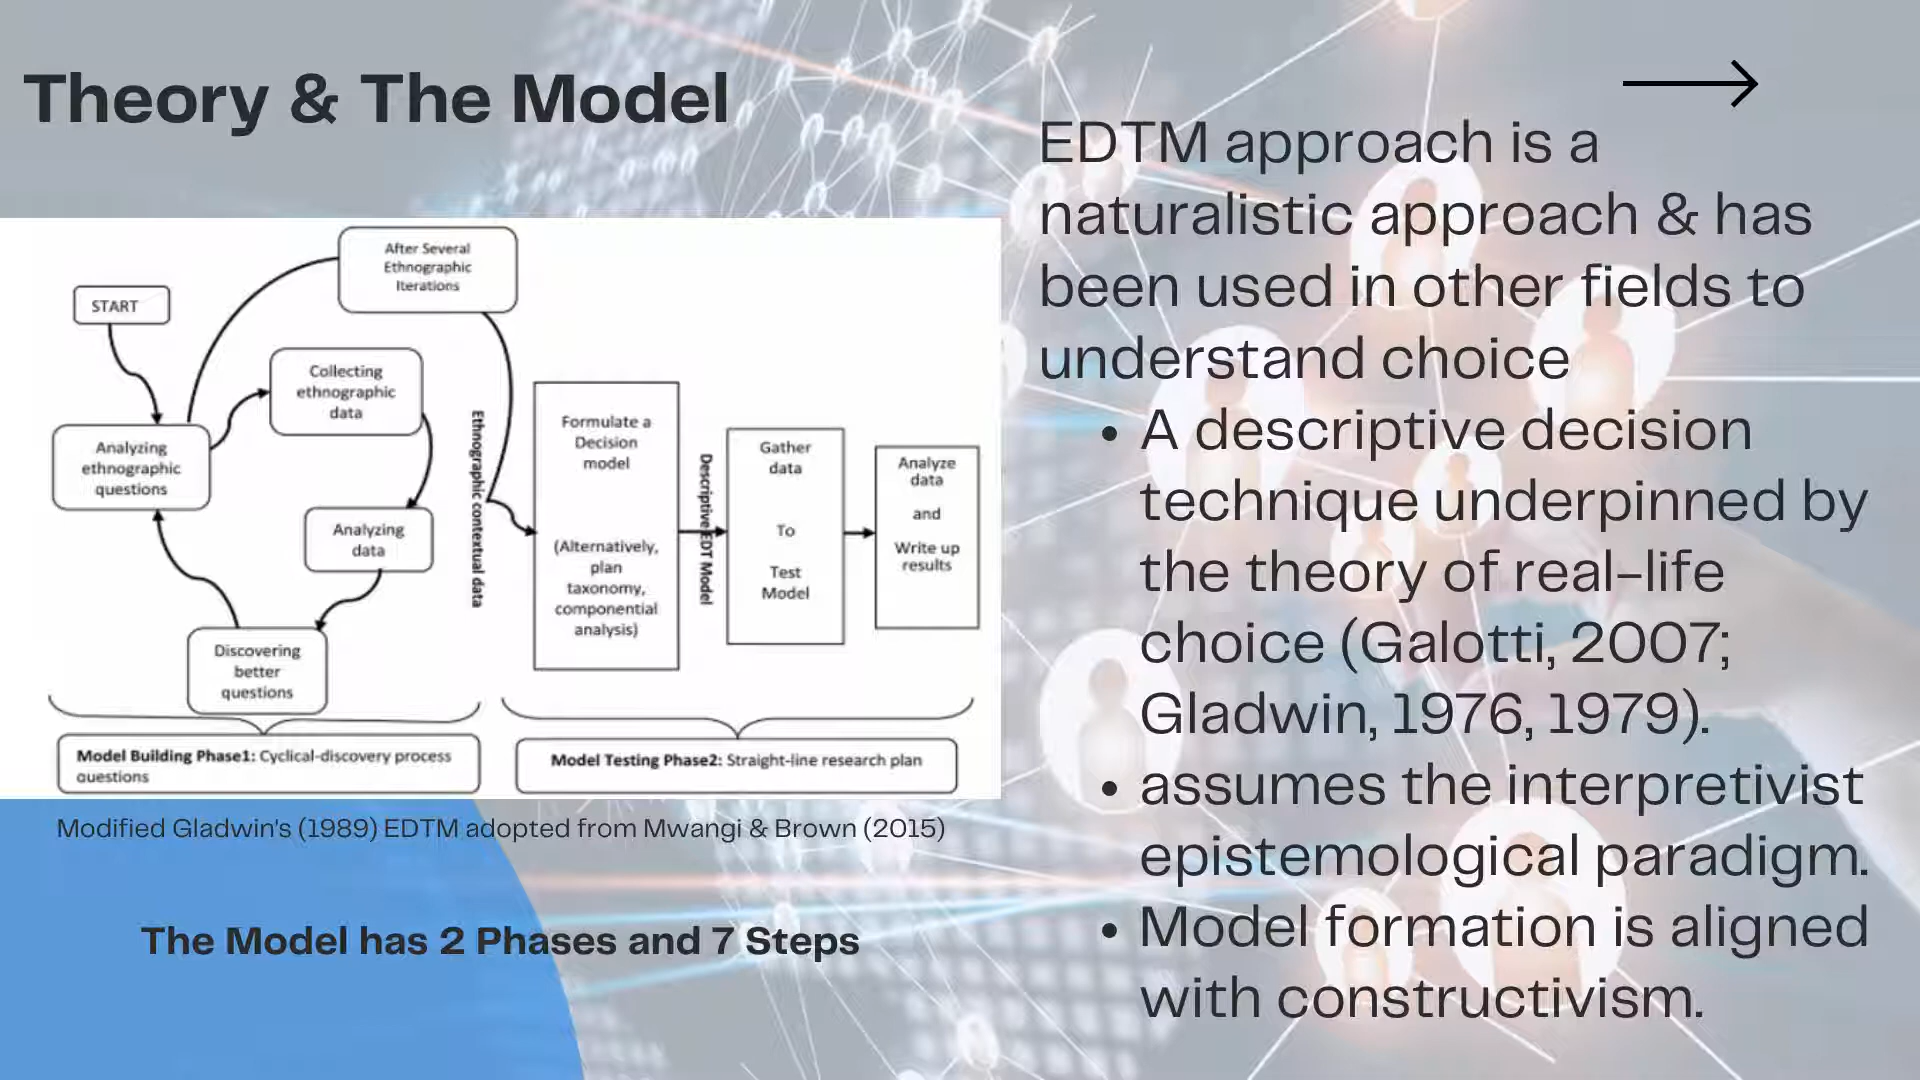 Theory & The Model
After Several
Ethnographic
Iterations
START
Collecting
ethnographic
data
Analyzing
ethnographic
questions
Analyzing
data
Discovering
better
questions
Ethnographic contextual data
Formulate a
Decision
model
(Alternatively,
plan
taxonomy,
componential
analysis)
Descriptive EDT Model
Gather
data
To
Test
Model
Analyze
data
and
Write up
results
Model Building Phase1: Cyclical-discovery process
questions
Model Testing Phase2: Straight-line research plan
Modified Gladwin's (1989) EDTM adopted from Mwangi & Brown (2015)
The Model has 2 Phases and 7 Steps
EDTM approach is a
naturalistic approach & has
been used in other fields to
understand choice
• A descriptive decision
technique underpinned by
the theory of real-life
choice (Galotti, 2007;
Gladwin, 1976, 1979).
• assumes the interpretivist
epistemological paradigm.
• Model formation is aligned
with constructivism.